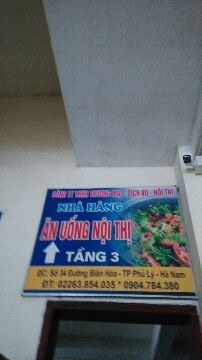 CÔNG TY TNHH THƯƠNG MẠI - DỊCH VỤ - NỘI THỊ
NHÀ HÀNG
ĂN UỐNG NỘI THỊ
TẦNG 3
ĐC: Số 34 Đường Biên Hòa - TP Phủ Lý - Hà Nam
ĐT: 02263.854.035 * 0904.784.380